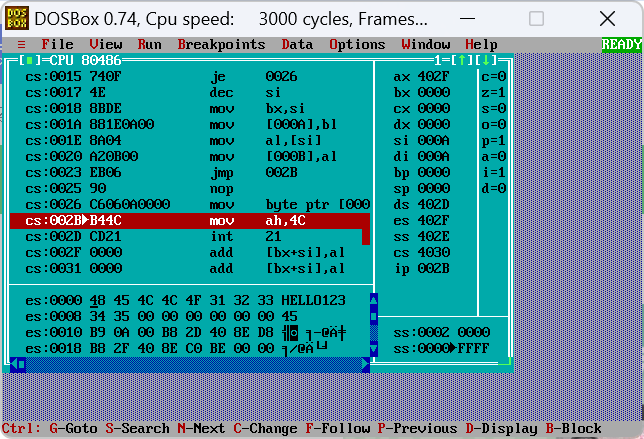 DOS BOX DOSBox 0.74, Cpu speed: 3000 cycles, Frames...
≡ File View Run Breakpoints Data Options Window Help READY
[■]=CPU 80486 1=[↑][↓]
cs:0015 740F je 0026 ax 402F c=0
cs:0017 4E dec si bx 0000 z=1
cs:0018 8BDE mov bx,si cx 0000 s=0
cs:001A 881E0A00 mov [000A],bl dx 0000 o=0
cs:001E 8A04 mov al,[si] si 000A p=1
cs:0020 A20B00 mov [000B],al di 000A a=0
cs:0023 EB06 jmp 002B bp 0000 i=1
cs:0025 90 nop sp 0000 d=0
cs:0026 C6060A0000 mov byte ptr [000 ds 402D
cs:002B►B44C mov ah,4C es 402F
cs:002D CD21 int 21 ss 402E
cs:002F 0000 add [bx+si],al cs 4030
cs:0031 0000 add [bx+si],al ip 002B
es:0000 48 45 4C 4C 4F 31 32 33 HELLO123
es:0008 34 35 00 00 00 00 00 00 45
es:0010 B9 0A 00 B8 2D 40 8E D8 ╣◙ ╕-@Ä╪ ss:0002 0000
es:0018 B8 2F 40 8E C0 BE 00 00 ╕/@Ä└╛ ss:0000►FFFF
Ctrl: G-Goto S-Search N-Next C-Change F-Follow P-Previous D-Display B-Block